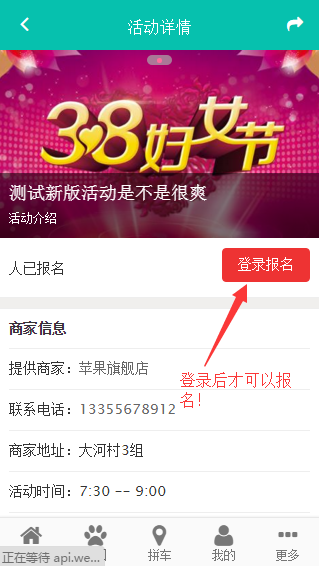 活动详情
38妇女节
测试新版活动是不是很爽
活动介绍
人已报名
登录报名
商家信息
登录后才可以报
名!
提供商家：苹果旗舰店
联系电话：13355678912
商家地址：大河村3组
活动时间：7:30 -- 9:00
拼车
我的
更多
正在等待 api.we...